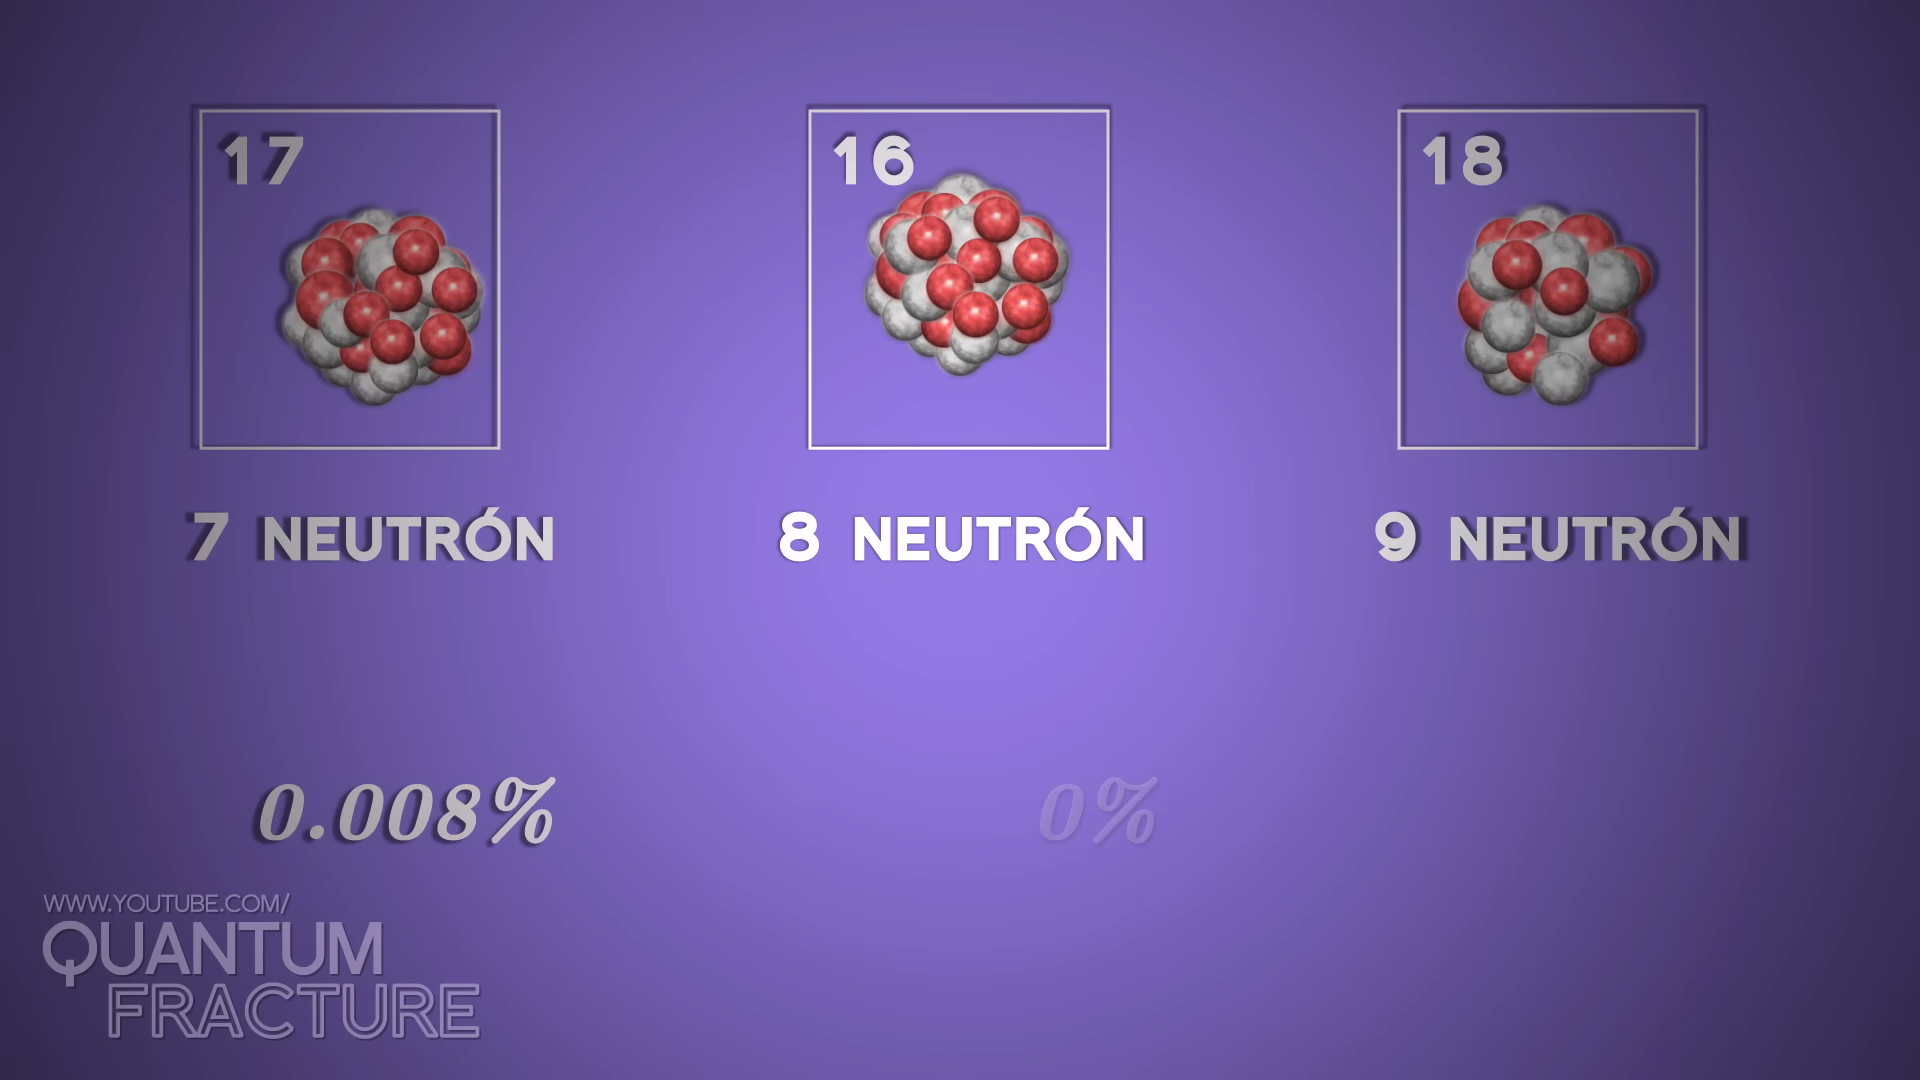 17
16
18
7 NEUTRÓN
8 NEUTRÓN
9 NEUTRÓN
0.008%
0%
WWW.YOUTUBE.COM/
QUANTUM
FRACTURE